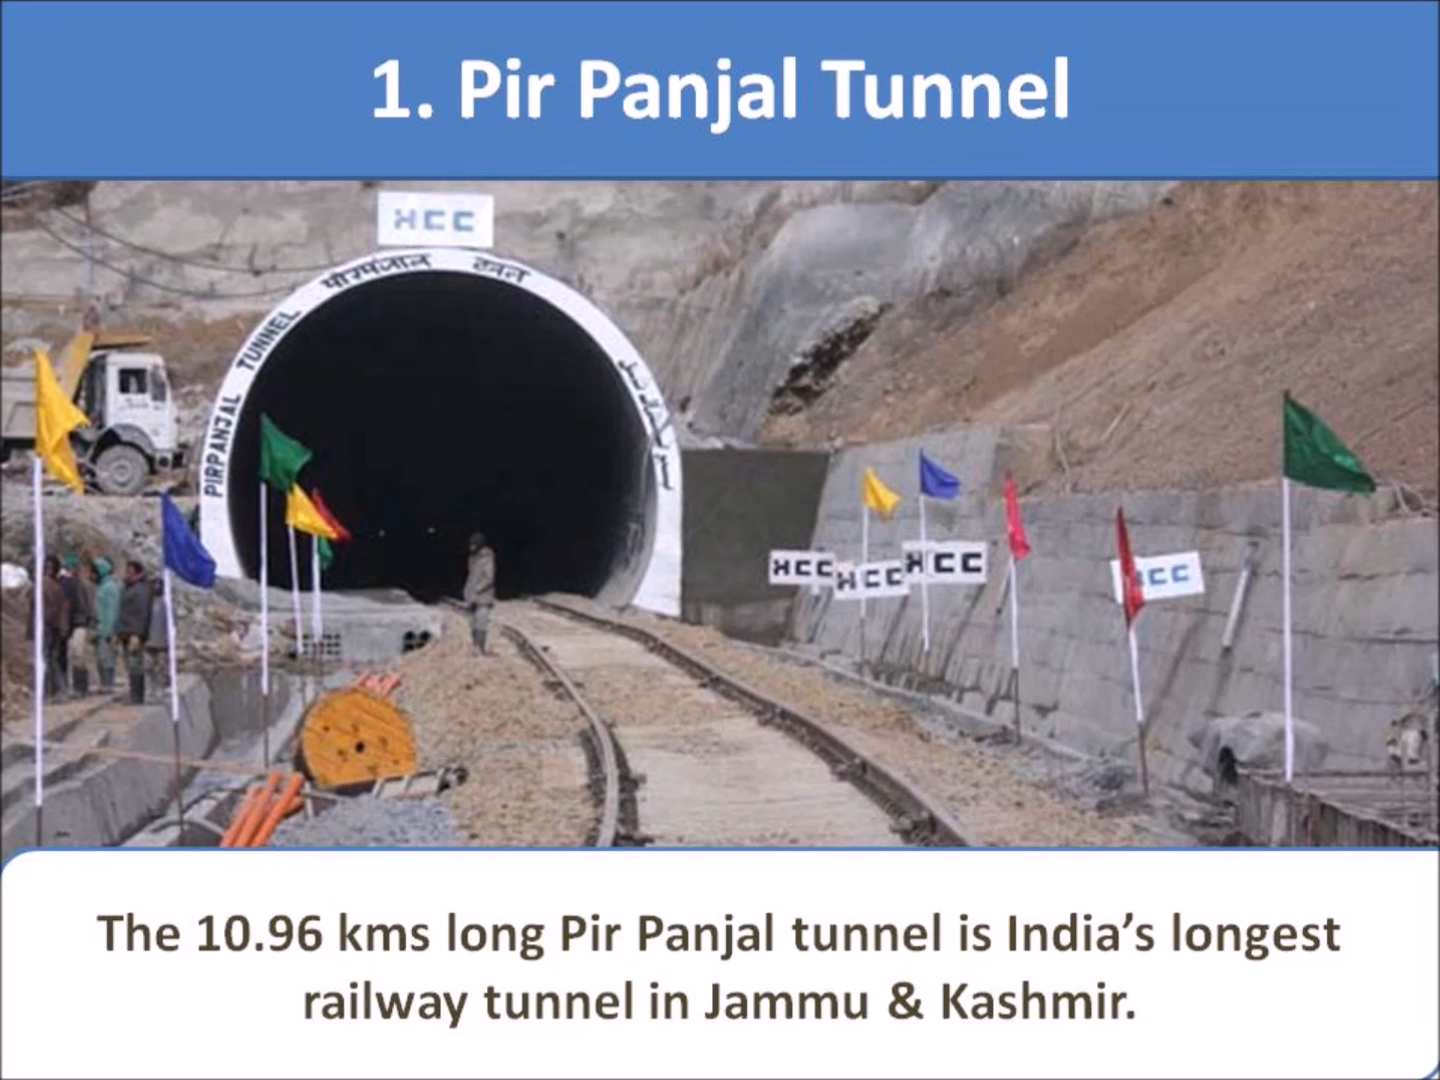 1. Pir Panjal Tunnel
HCC
PIRPANJAL TUNNEL
पीरपंजाल टनल
HCC
HCC
HCC
CC
The 10.96 kms long Pir Panjal tunnel is India’s longest
railway tunnel in Jammu & Kashmir.